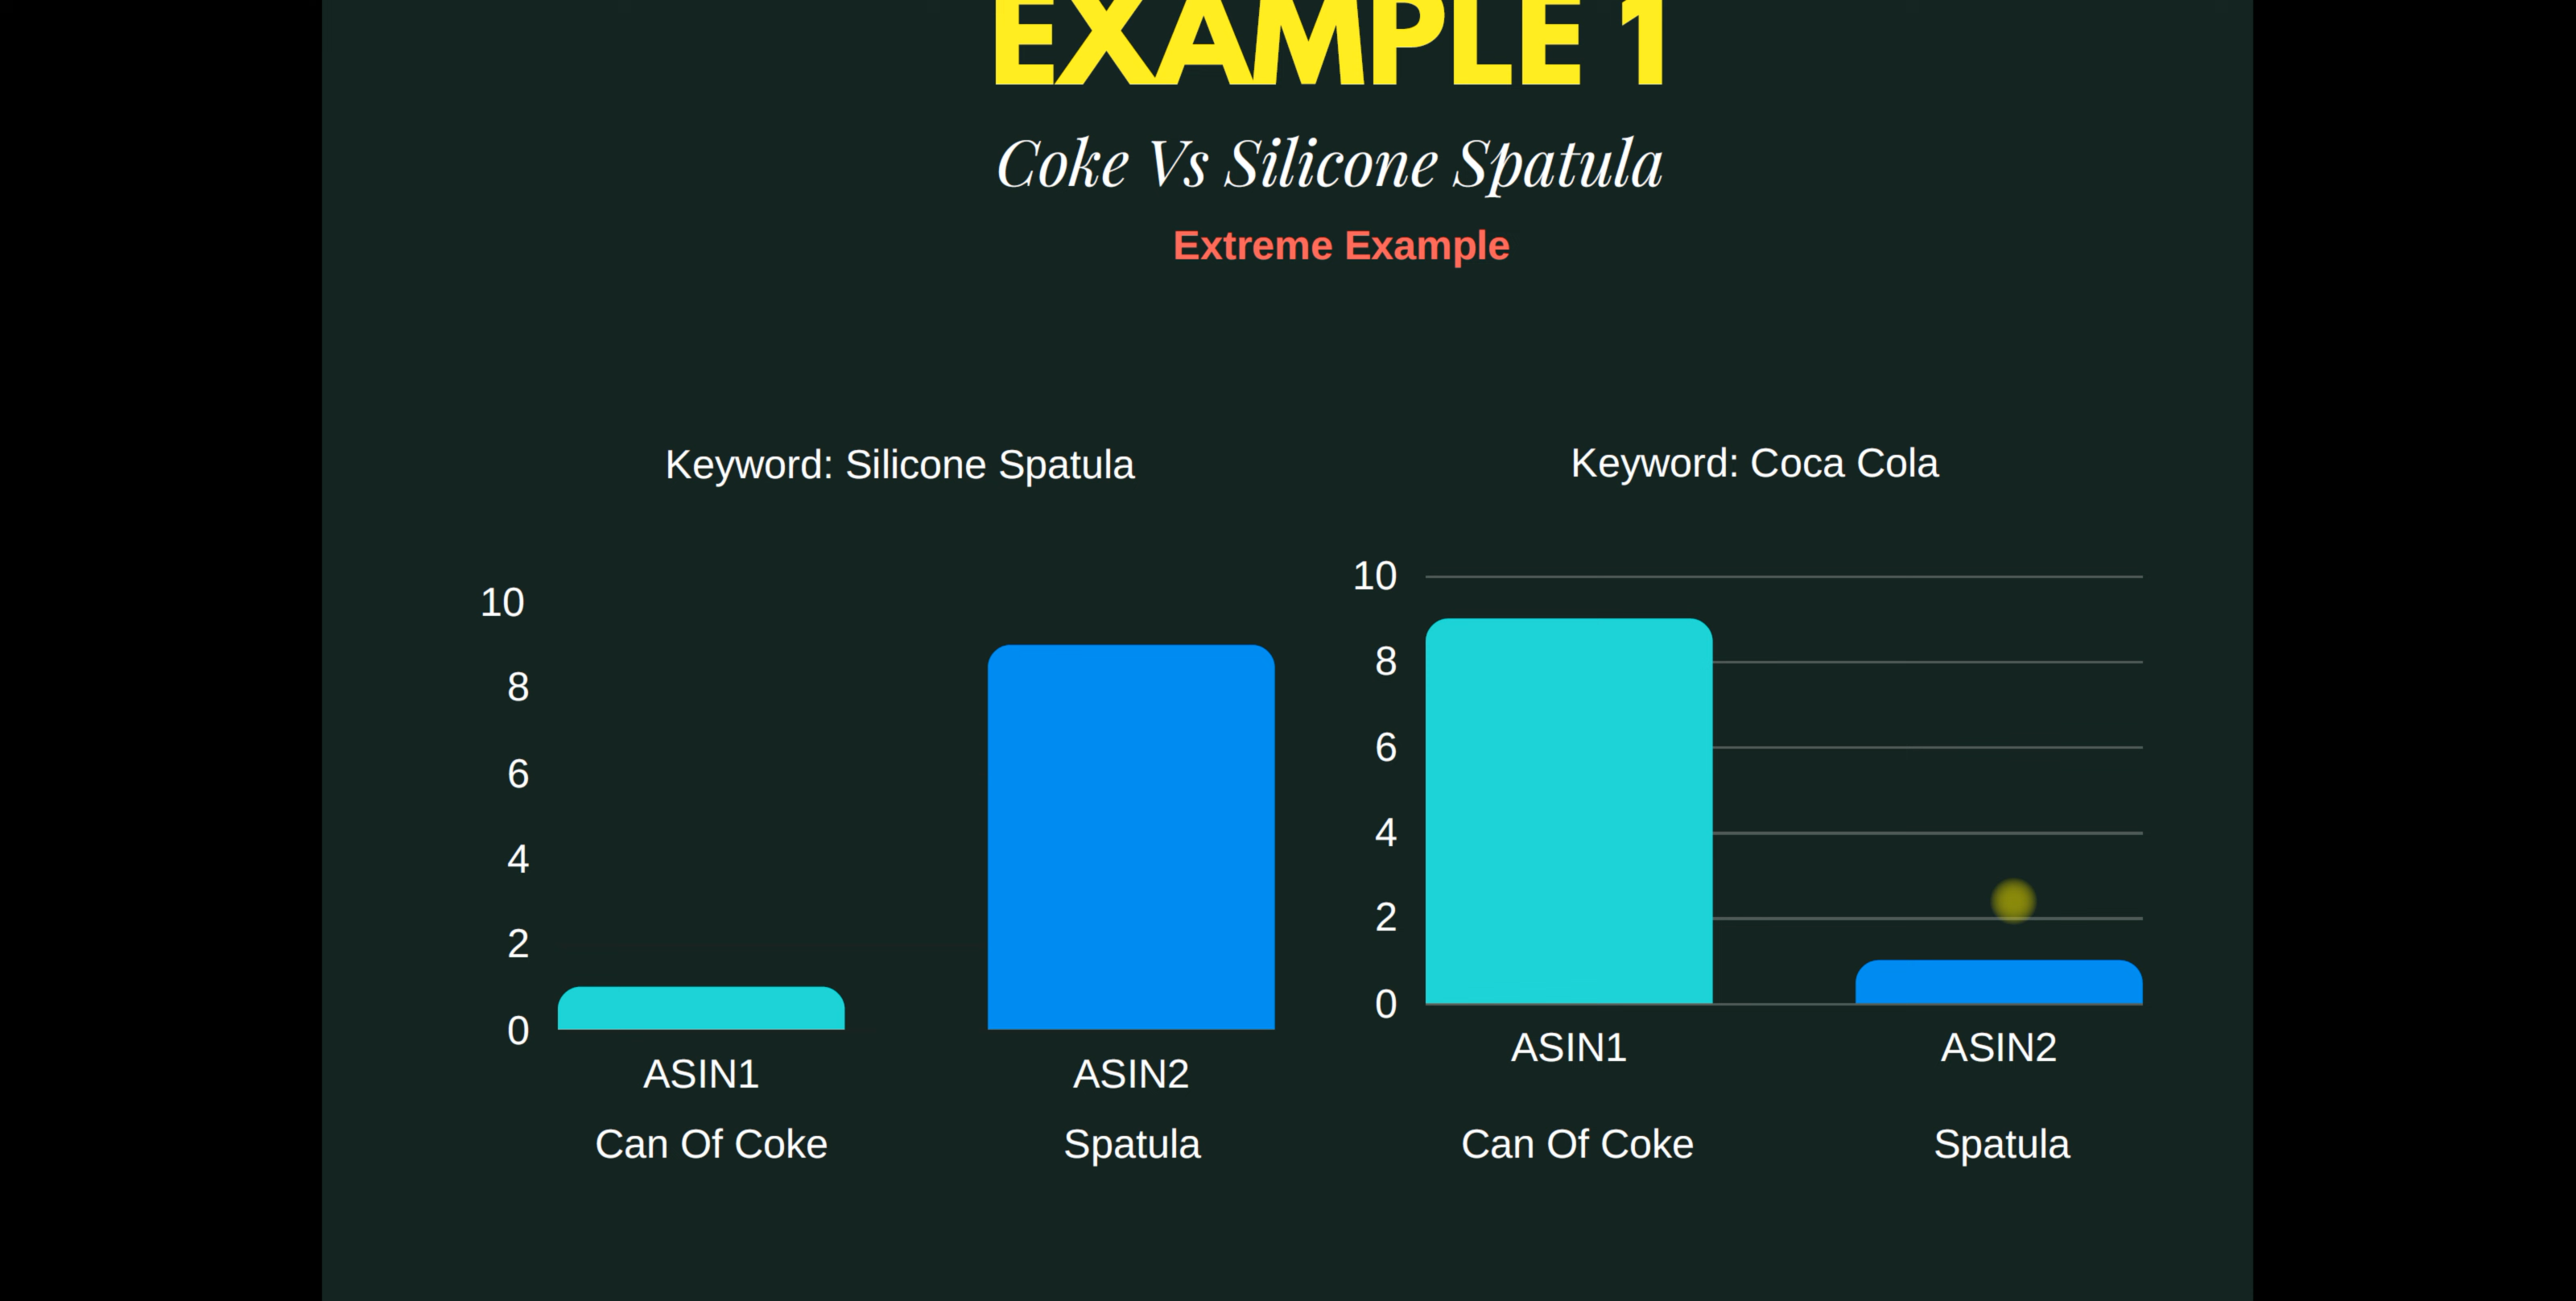 EXAMPLE 1
Coke Vs Silicone Spatula
Extreme Example
Keyword: Silicone Spatula
10
8
6
4
2
0
ASIN1 ASIN2
Can Of Coke Spatula
Keyword: Coca Cola
10
8
6
4
2
0
ASIN1 ASIN2
Can Of Coke Spatula